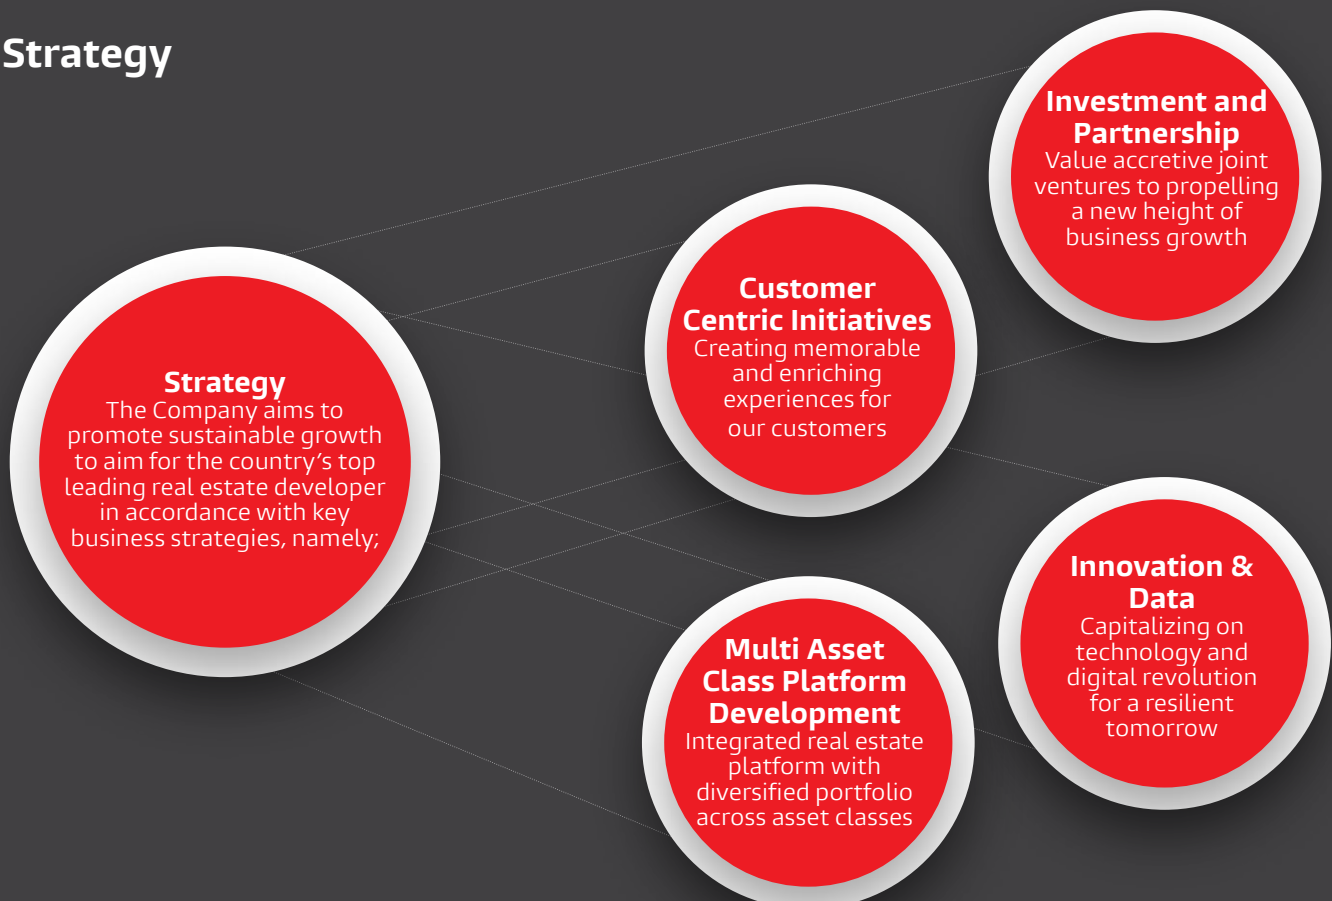 Strategy
Strategy
The Company aims to
promote sustainable growth
to aim for the country's top
leading real estate developer
in accordance with key
business strategies, namely;
Customer
Centric Initiatives
Creating memorable
and enriching
experiences for
our customers
Investment and
Partnership
Value accretive joint
ventures to propelling
a new height of
business growth
Multi Asset
Class Platform
Development
Integrated real estate
platform with
diversified portfolio
across asset classes
Innovation &
Data
Capitalizing on
technology and
digital revolution
for a resilient
tomorrow